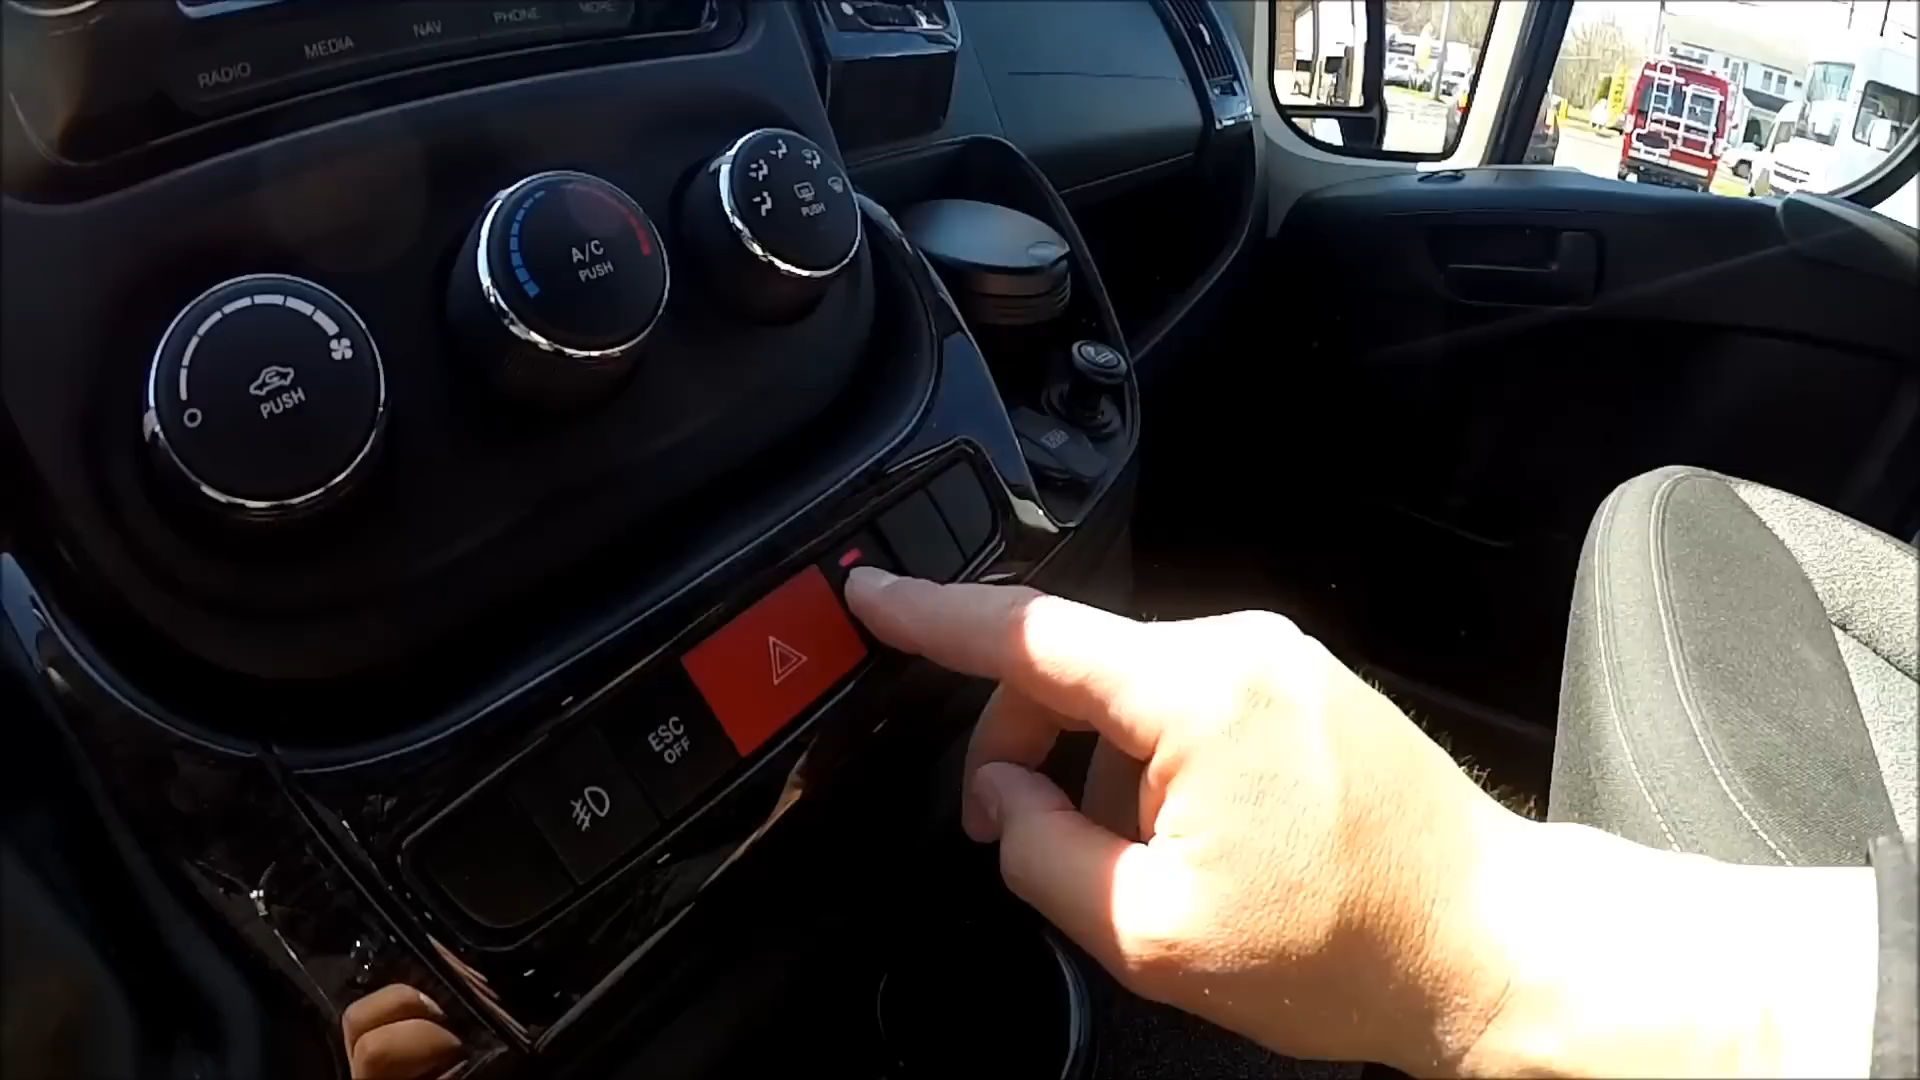 RADIO MEDIA NAV PHONE MORE
PUSH
A/C
PUSH
PUSH
ESC
OFF